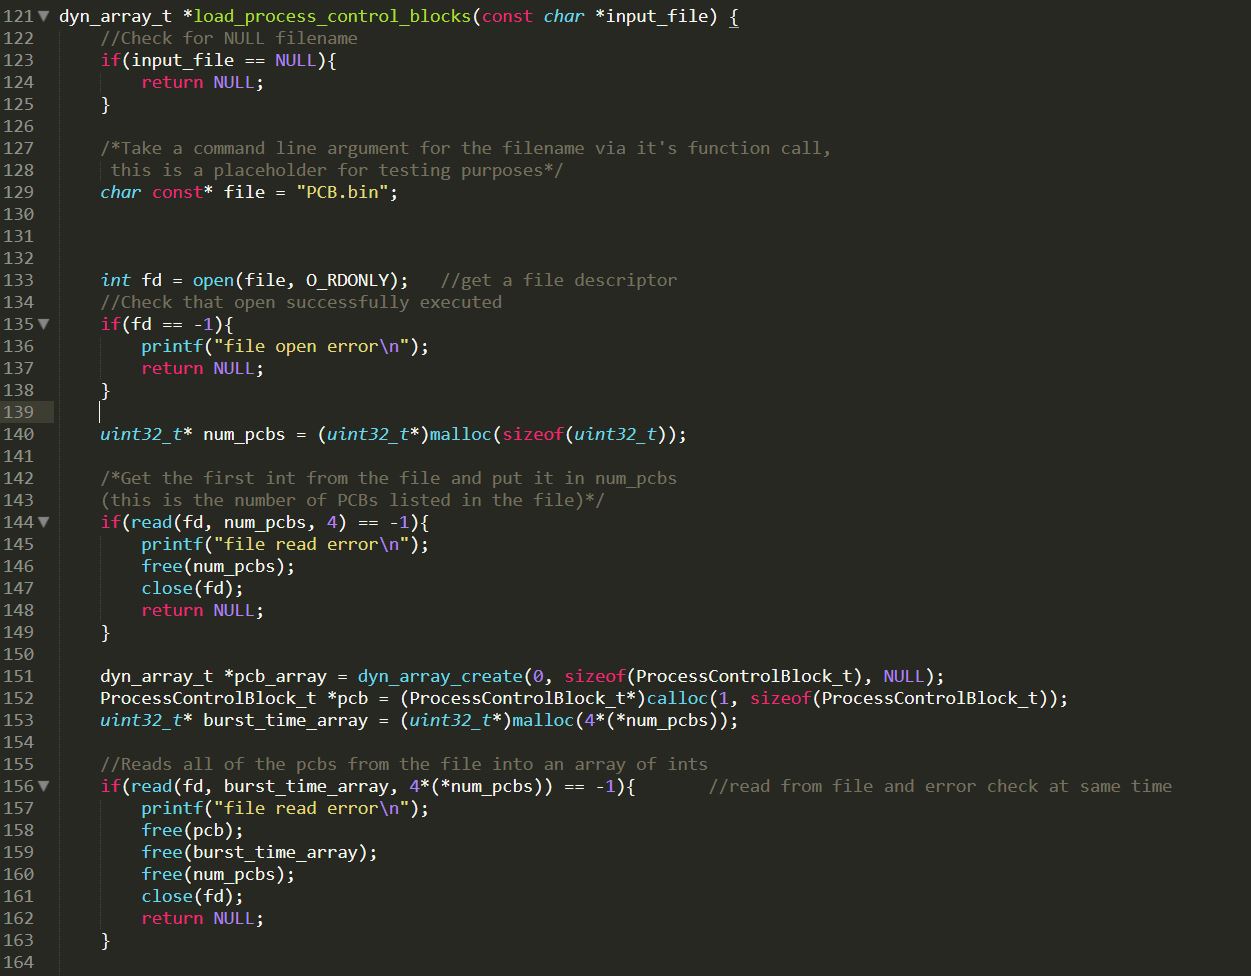 121 dyn_array_t *load_process_control_blocks(const char *input_file) {
122 //Check for NULL filename
123 if(input_file == NULL){
124 return NULL;
125 }
126
127 /*Take a command line argument for the filename via it's function call,
128 this is a placeholder for testing purposes*/
129 char const* file = "PCB.bin";
130
131
132
133 int fd = open(file, O_RDONLY); //get a file descriptor
134 //Check that open successfully executed
135 if(fd == -1){
136 printf("file open error\n");
137 return NULL;
138 }
139
140 uint32_t* num_pcbs = (uint32_t*)malloc(sizeof(uint32_t));
141
142 /*Get the first int from the file and put it in num_pcbs
143 (this is the number of PCBs listed in the file)*/
144 if(read(fd, num_pcbs, 4) == -1){
145 printf("file read error\n");
146 free(num_pcbs);
147 close(fd);
148 return NULL;
149 }
150
151 dyn_array_t *pcb_array = dyn_array_create(0, sizeof(ProcessControlBlock_t), NULL);
152 ProcessControlBlock_t *pcb = (ProcessControlBlock_t*)calloc(1, sizeof(ProcessControlBlock_t));
153 uint32_t* burst_time_array = (uint32_t*)malloc(4*(*num_pcbs));
154
155 //Reads all of the pcbs from the file into an array of ints
156 if(read(fd, burst_time_array, 4*(*num_pcbs)) == -1){ //read from file and error check at same time
157 printf("file read error\n");
158 free(pcb);
159 free(burst_time_array);
160 free(num_pcbs);
161 close(fd);
162 return NULL;
163 }
164